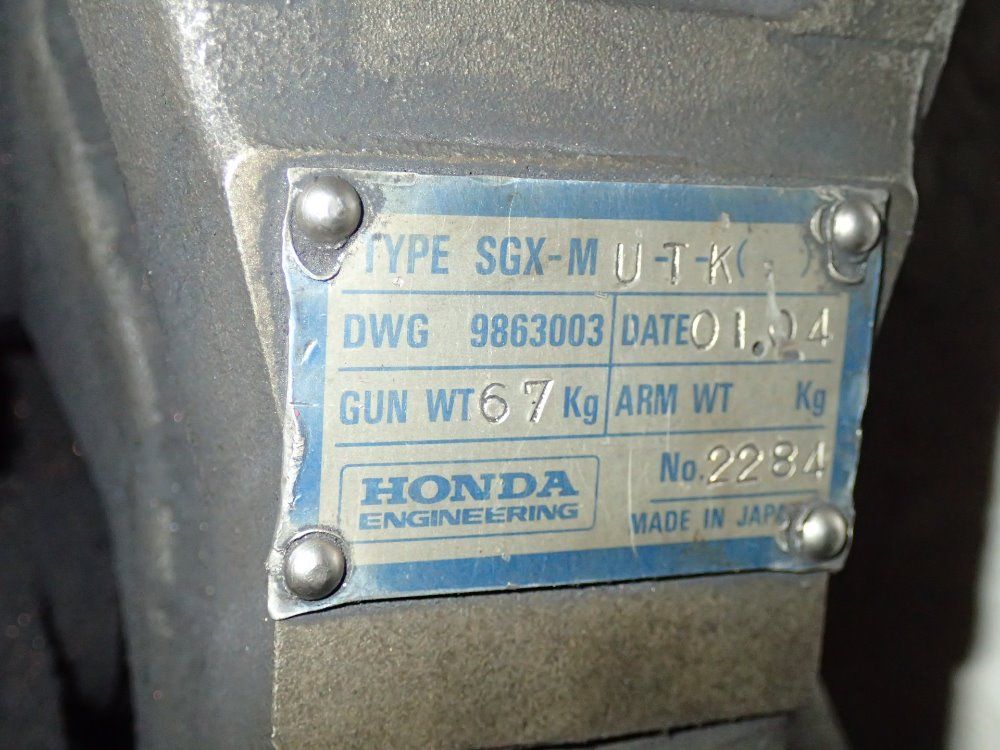 TYPE SGX-M U-T-K( )
DWG 9863003 DATE 01.04
GUN WT 67 Kg ARM WT Kg
No. 2284
HONDA
ENGINEERING
MADE IN JAPAN